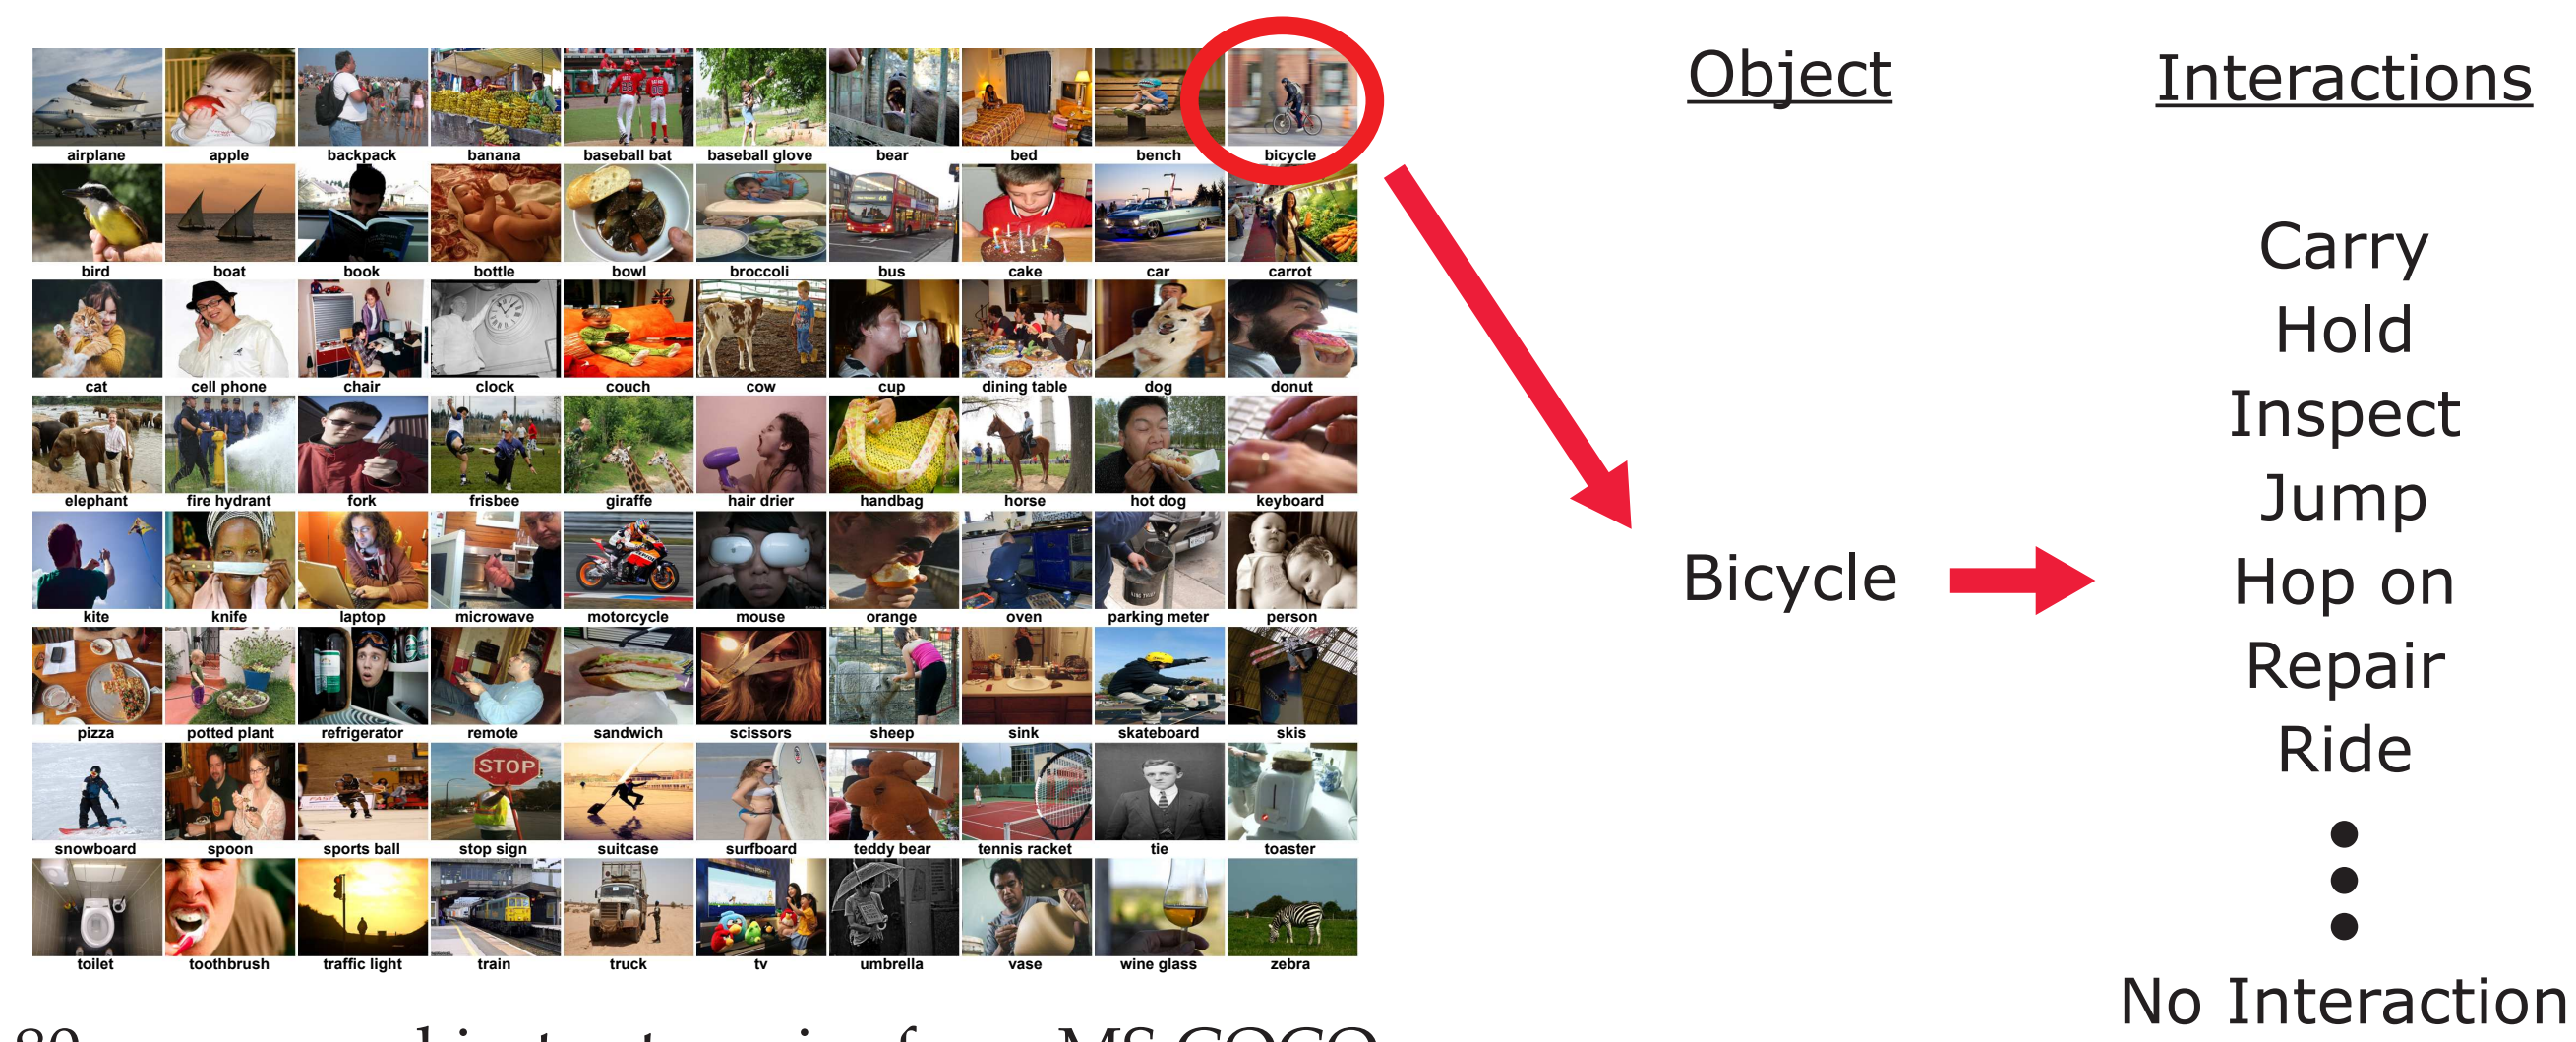 airplane apple backpack banana baseball bat baseball glove bear bed bench bicycle
bird boat book bottle bowl broccoli bus cake car carrot
cat cell phone chair clock couch cow cup dining table dog donut
elephant fire hydrant fork frisbee giraffe hair drier handbag horse hot dog keyboard
kite knife laptop microwave motorcycle mouse orange oven parking meter person
pizza potted plant refrigerator remote sandwich scissors sheep sink skateboard skis
STOP
snowboard spoon sports ball stop sign suitcase surfboard teddy bear tennis racket tie toaster
toilet toothbrush traffic light train truck tv umbrella vase wine glass zebra
Object
Bicycle
Interactions
Carry
Hold
Inspect
Jump
Hop on
Repair
Ride
No Interaction
80 MS COCO